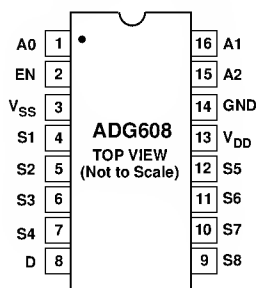 A0 1 16 A1
EN 2 15 A2
VSS 3 14 GND
S1 4 ADG608 13 VDD
S2 5 TOP VIEW 12 S5
S3 6 (Not to Scale) 11 S6
S4 7 10 S7
D 8 9 S8